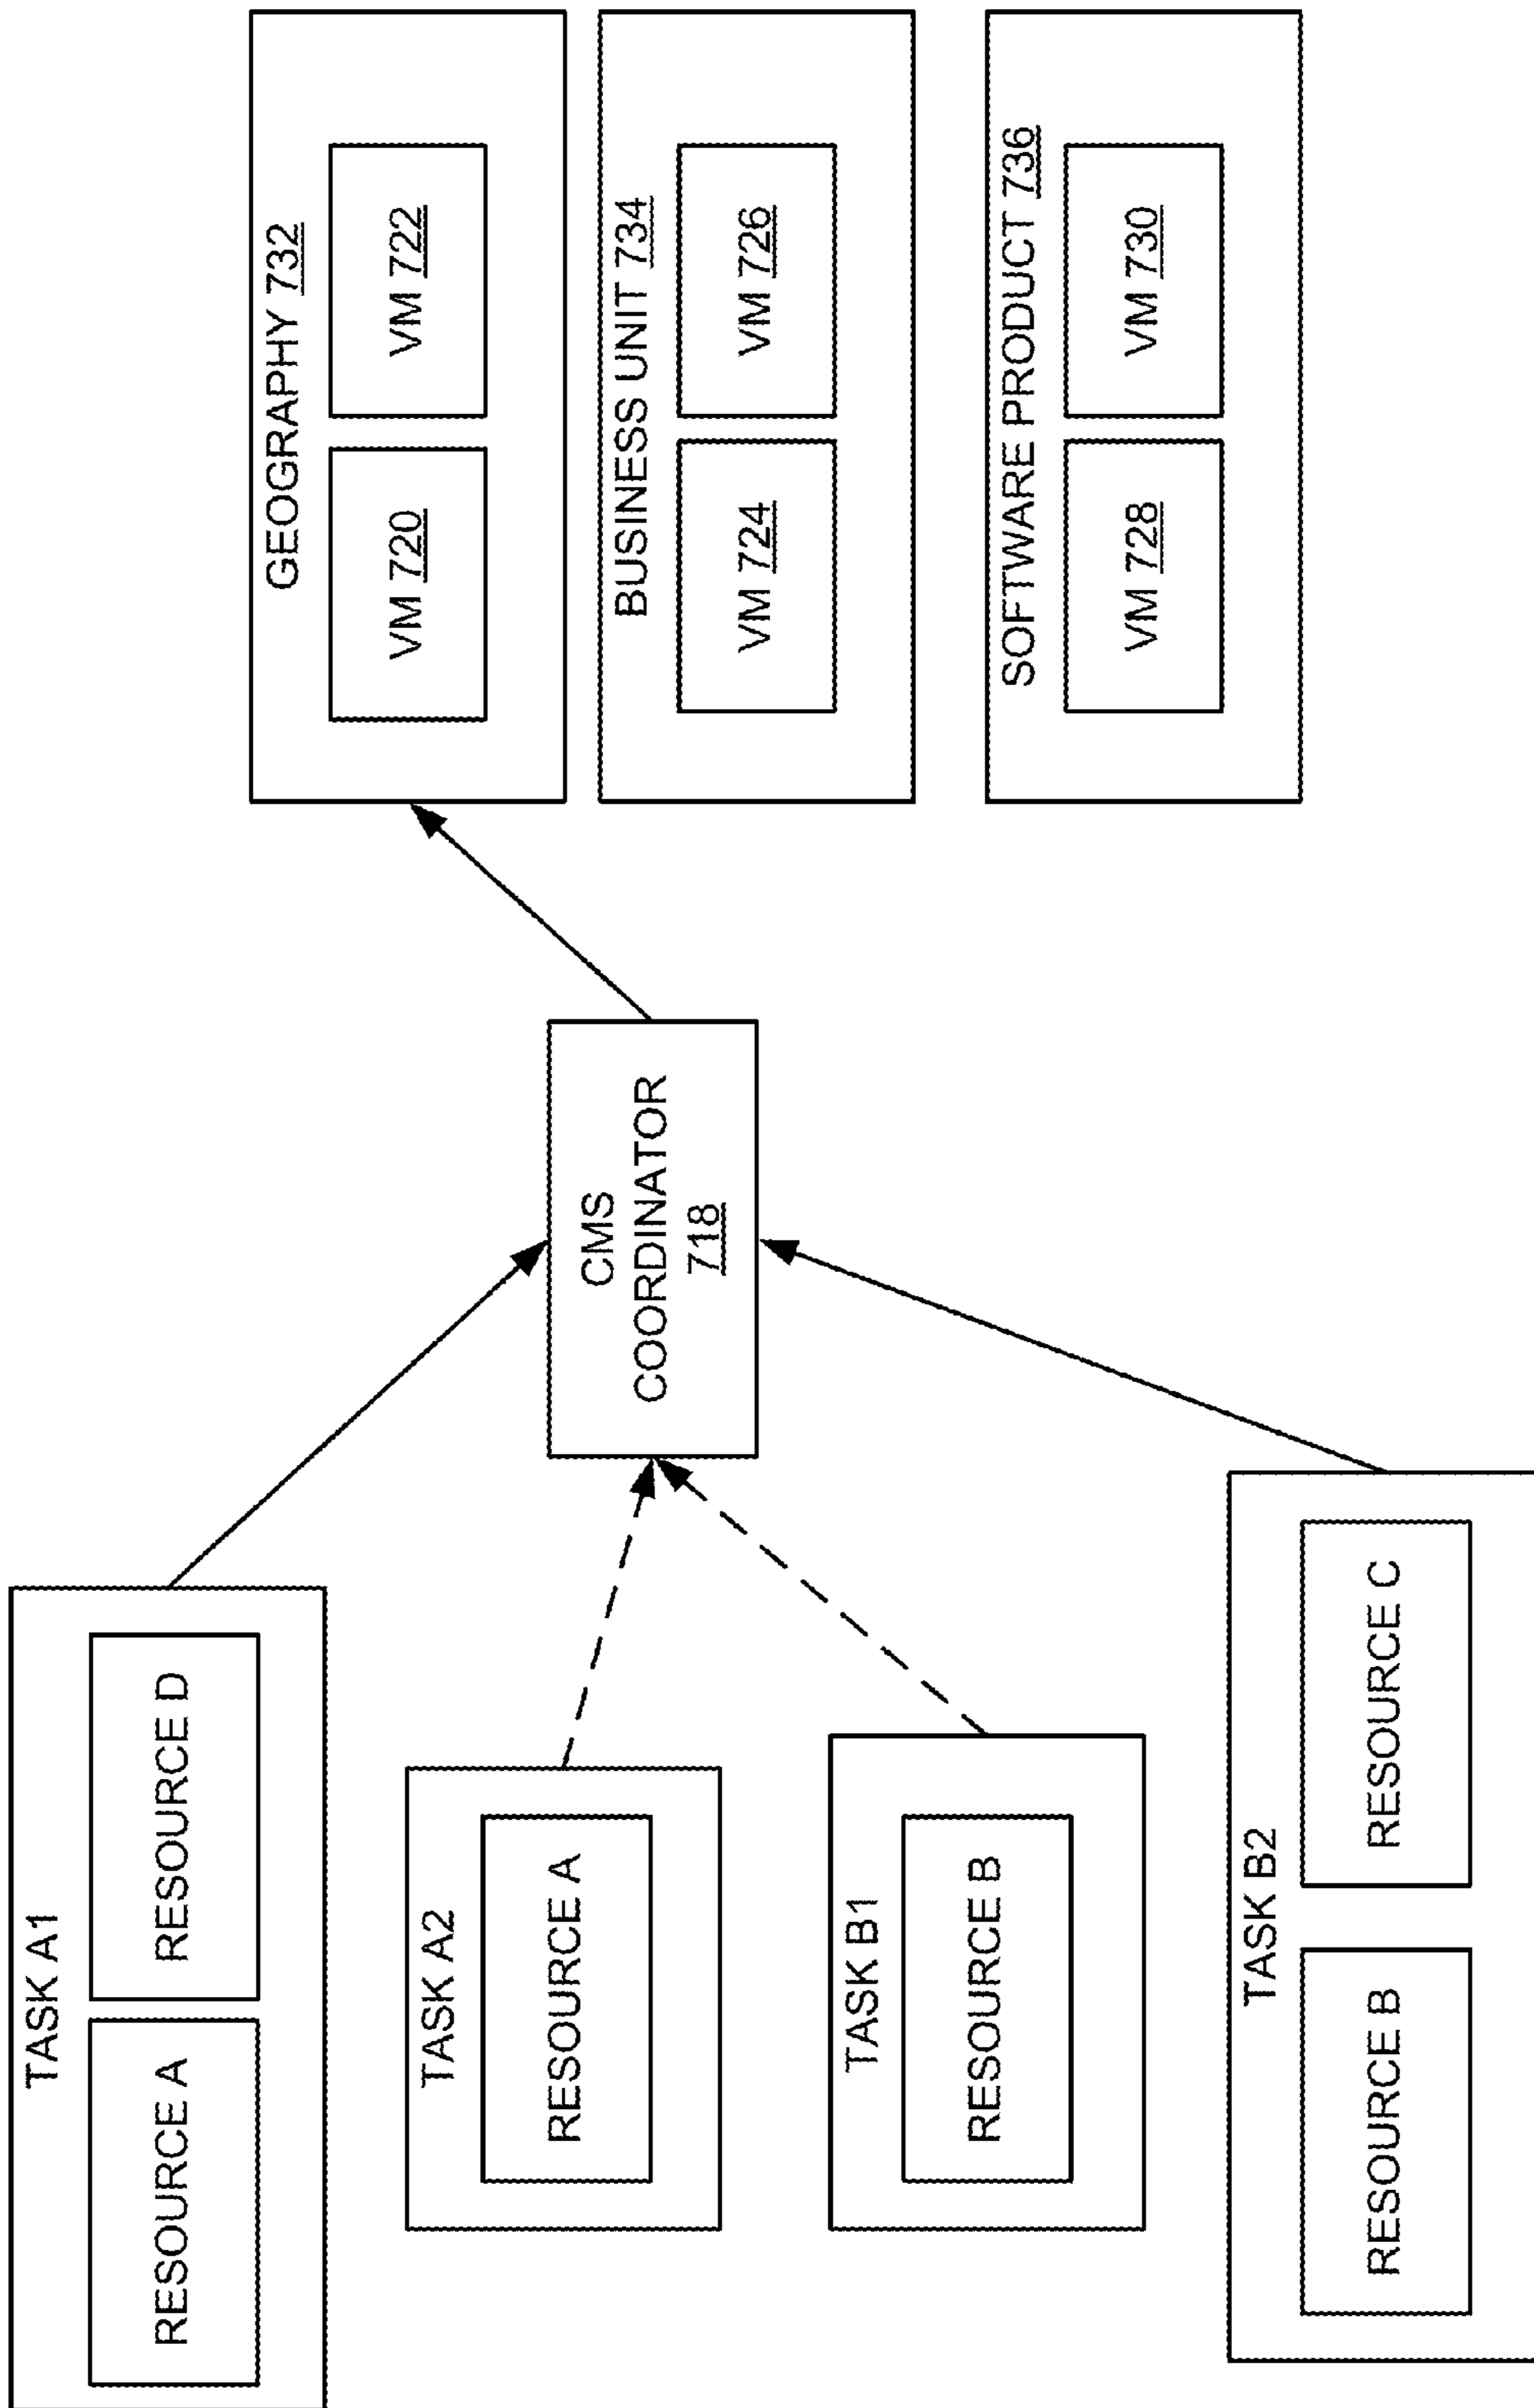 TASK A1
RESOURCE A
RESOURCE D
TASK A2
RESOURCE A
TASK B1
RESOURCE B
TASK B2
RESOURCE B
RESOURCE C
CMS
COORDINATOR
718
GEOGRAPHY 732
VM 720
VM 722
BUSINESS UNIT 734
VM 724
VM 726
SOFTWARE PRODUCT 736
VM 728
VM 730